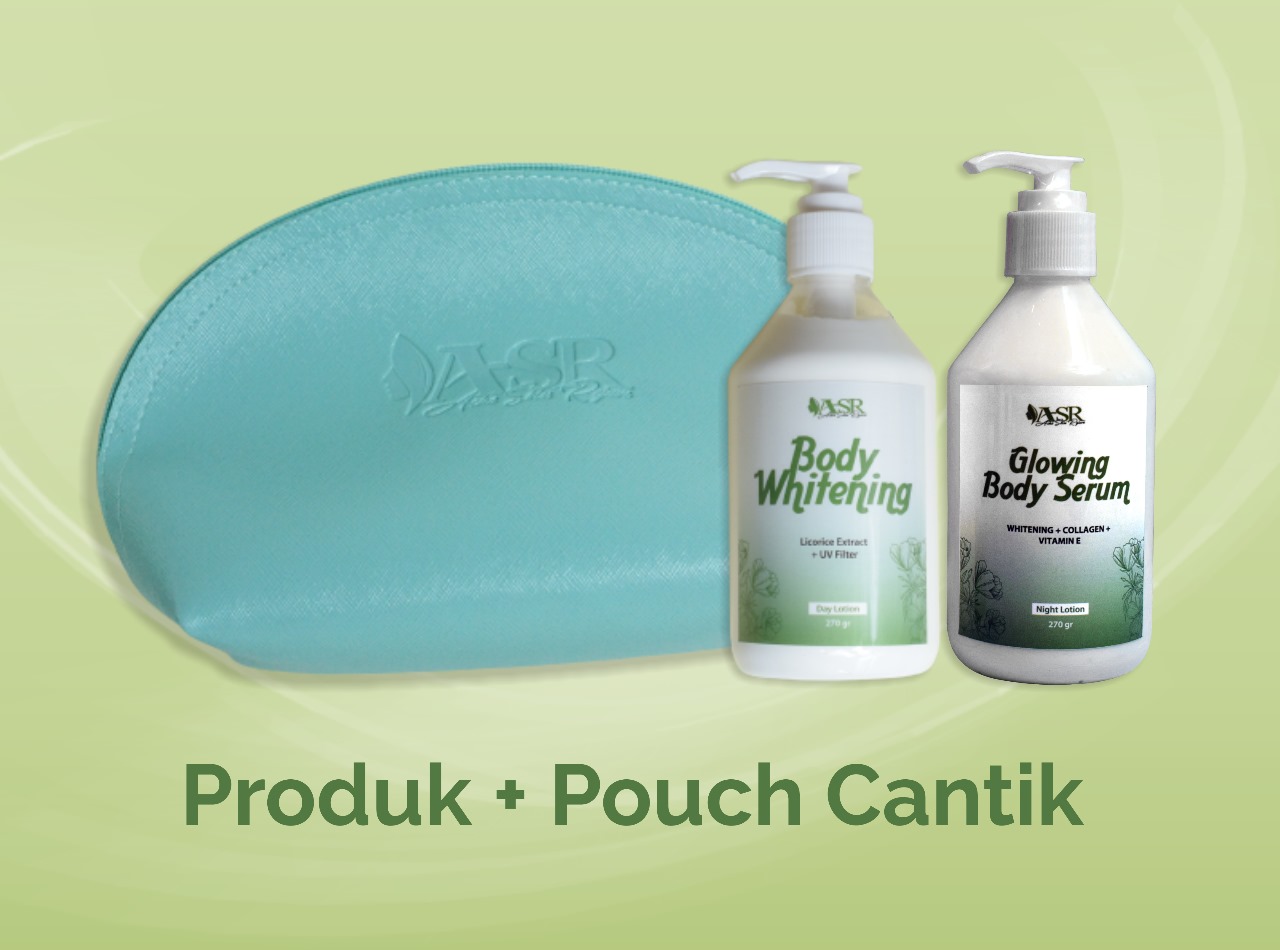 ASR
ASR
Body
Whitening
Licorice Extract
+ UV Filter
Day Lotion
270 gr
ASR
Glowing
Body Serum
WHITENING + COLLAGEN +
VITAMIN E
Night Lotion
270 gr
Produk + Pouch Cantik